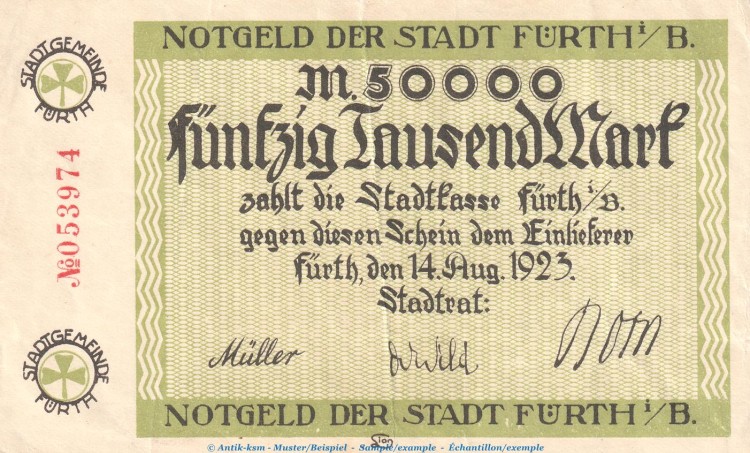 NOTGELD DER STADT FÜRTH i/B.
STADTGEMEINDE FÜRTH
M. 50000
fünfzig Tausend Mark
zahlt die Stadtkasse Fürth i/B.
gegen diesen Schein dem Einlieferer
Fürth, den 14. Aug. 1923.
Stadtrat:
№053974
Müller
STADTGEMEINDE FÜRTH
NOTGELD DER STADT FÜRTH i/B.
© Antik-ksm - Muster/Beispiel - Sample/example - Échantillon/exemple